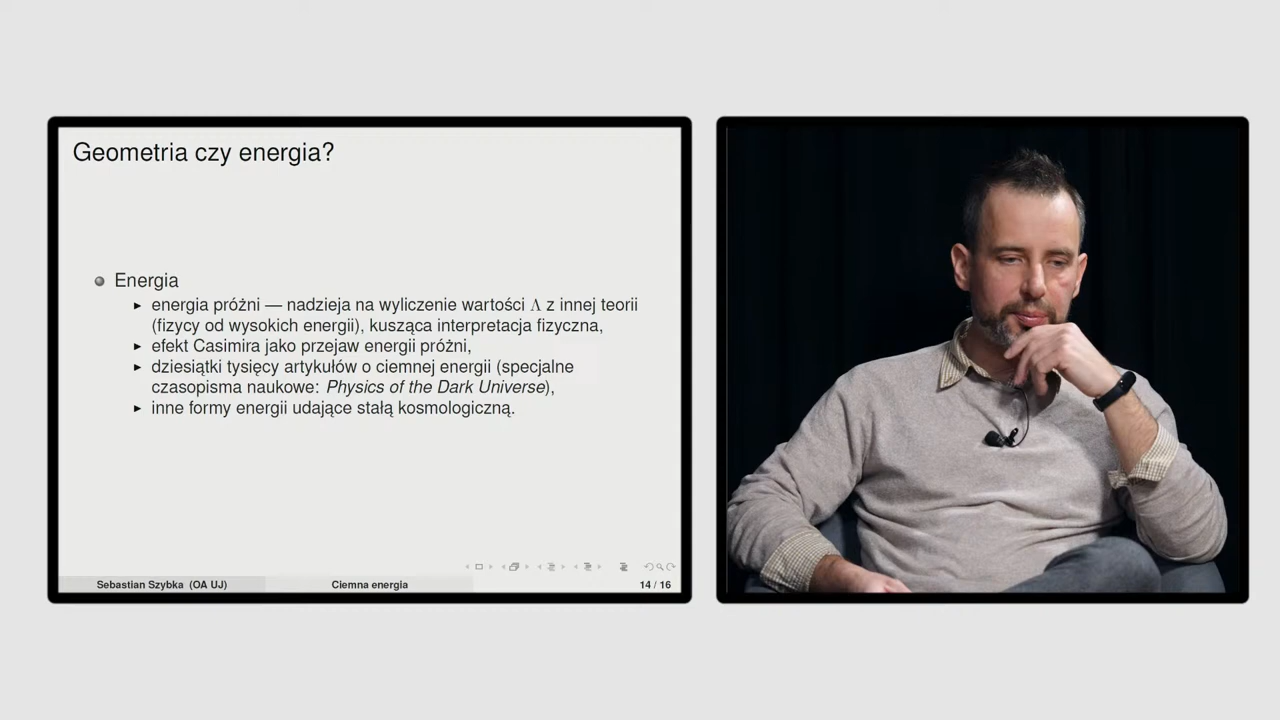 Geometria czy energia?
Energia
energia próżni — nadzieja na wyliczenie wartości Λ z innej teorii
(fizycy od wysokich energii), kusząca interpretacja fizyczna,
efekt Casimira jako przejaw energii próżni,
dziesiątki tysięcy artykułów o ciemnej energii (specjalne
czasopisma naukowe: Physics of the Dark Universe),
inne formy energii udające stałą kosmologiczną.
Sebastian Szybka (OA UJ) Ciemna energia 14 / 16